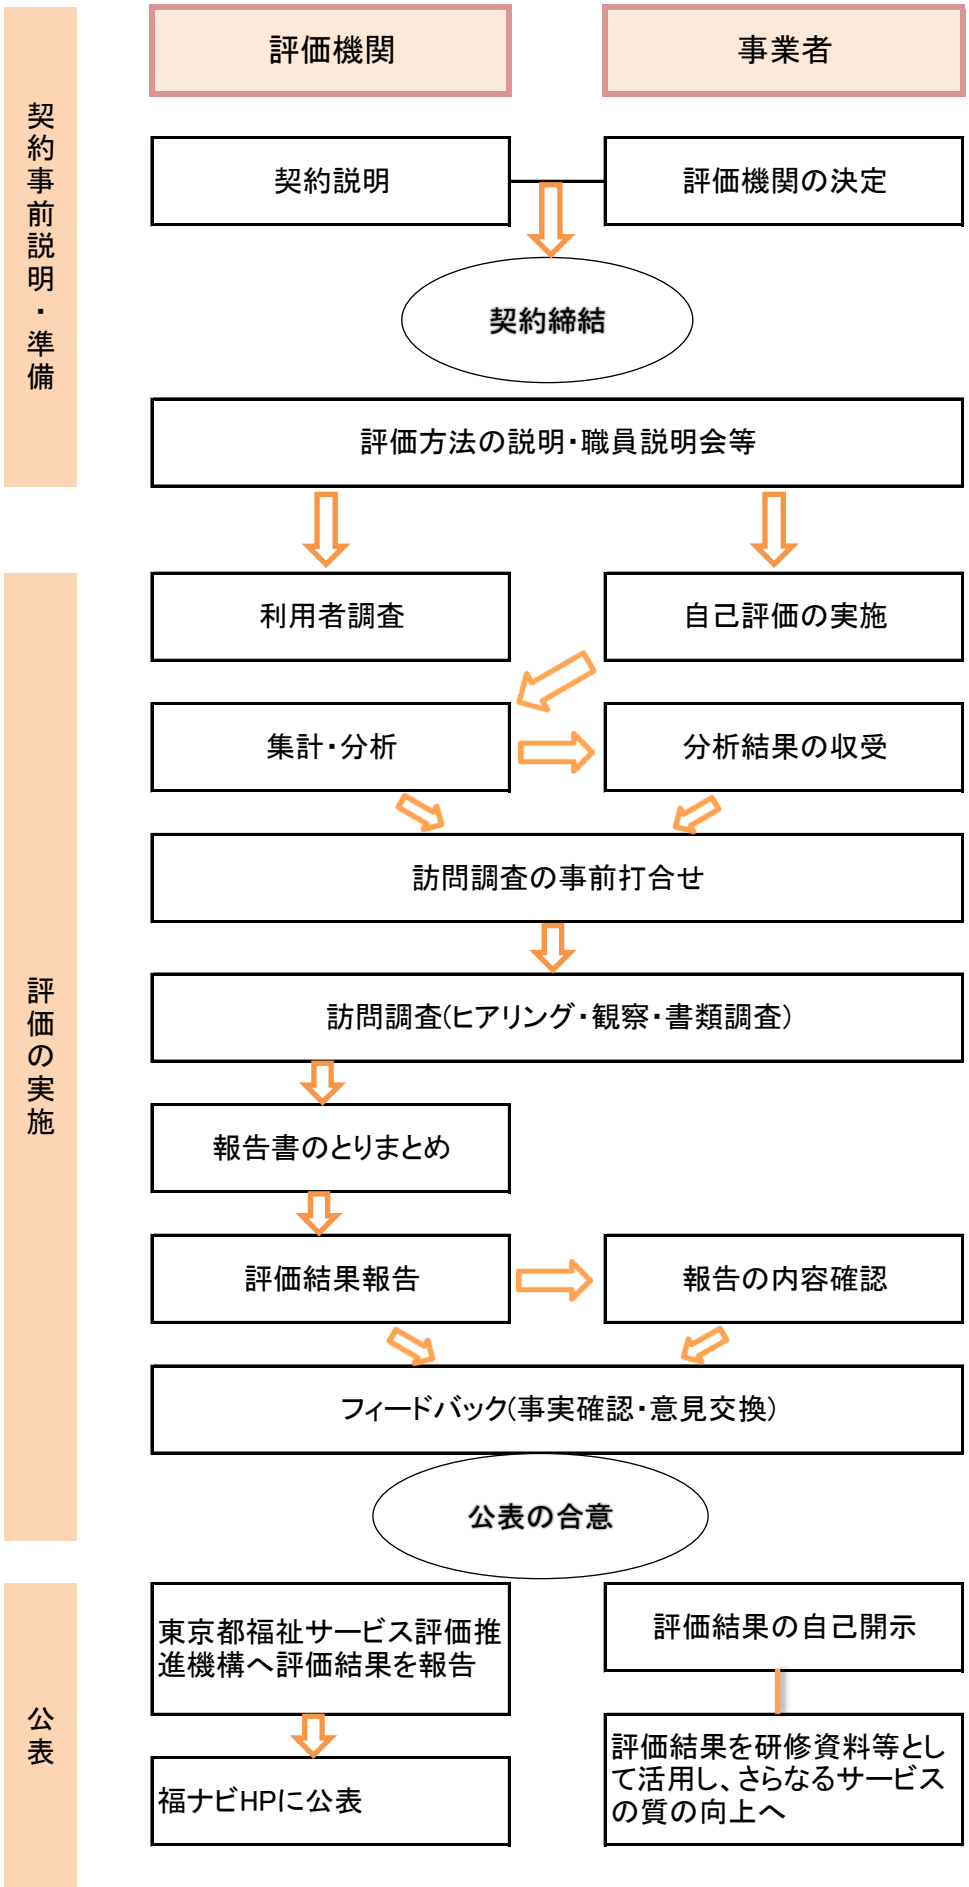 評価機関
事業者
契約事前説明・準備
契約説明
評価機関の決定
契約締結
評価方法の説明・職員説明会等
評価の実施
利用者調査
自己評価の実施
集計・分析
分析結果の収受
訪問調査の事前打合せ
訪問調査(ヒアリング・観察・書類調査)
報告書のとりまとめ
評価結果報告
報告の内容確認
フィードバック(事実確認・意見交換)
公表の合意
公表
東京都福祉サービス評価推
進機構へ評価結果を報告
評価結果の自己開示
福ナビHPに公表
評価結果を研修資料等とし
て活用し、さらなるサービス
の質の向上へ